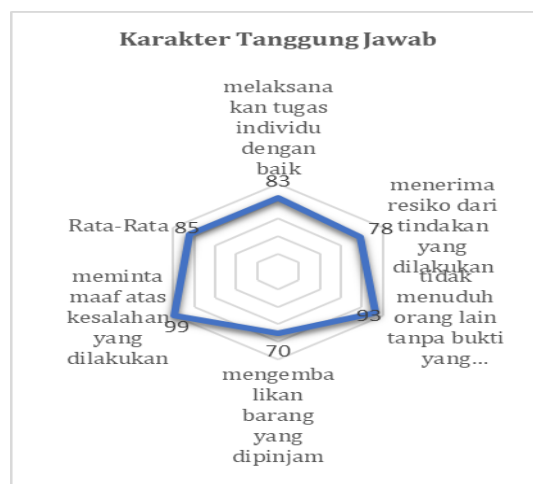 Karakter Tanggung Jawab
melaksana
kan tugas
individu
dengan
baik
83
menerima
resiko dari
tindakan
yang
dilakukan
78
tidak
menuduh
orang lain
tanpa bukti
yang...
93
70
mengemba
likan
barang
yang
dipinjam
meminta
maaf atas
kesalahan
yang
dilakukan
99
Rata-Rata
85